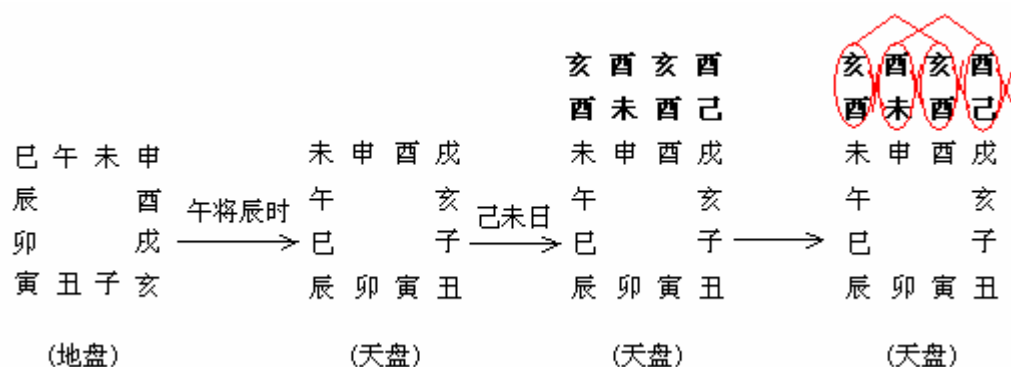 亥 酉 亥 酉
酉 未 酉 己
亥 酉 亥 酉
酉 未 酉 己
巳 午 未 申
辰 酉
卯 戌
寅 丑 子 亥
(地盘)
午将辰时
未 申 酉 戌
午 亥
巳 子
辰 卯 寅 丑
(天盘)
己未日
未 申 酉 戌
午 亥
巳 子
辰 卯 寅 丑
(天盘)
未 申 酉 戌
午 亥
巳 子
辰 卯 寅 丑
(天盘)